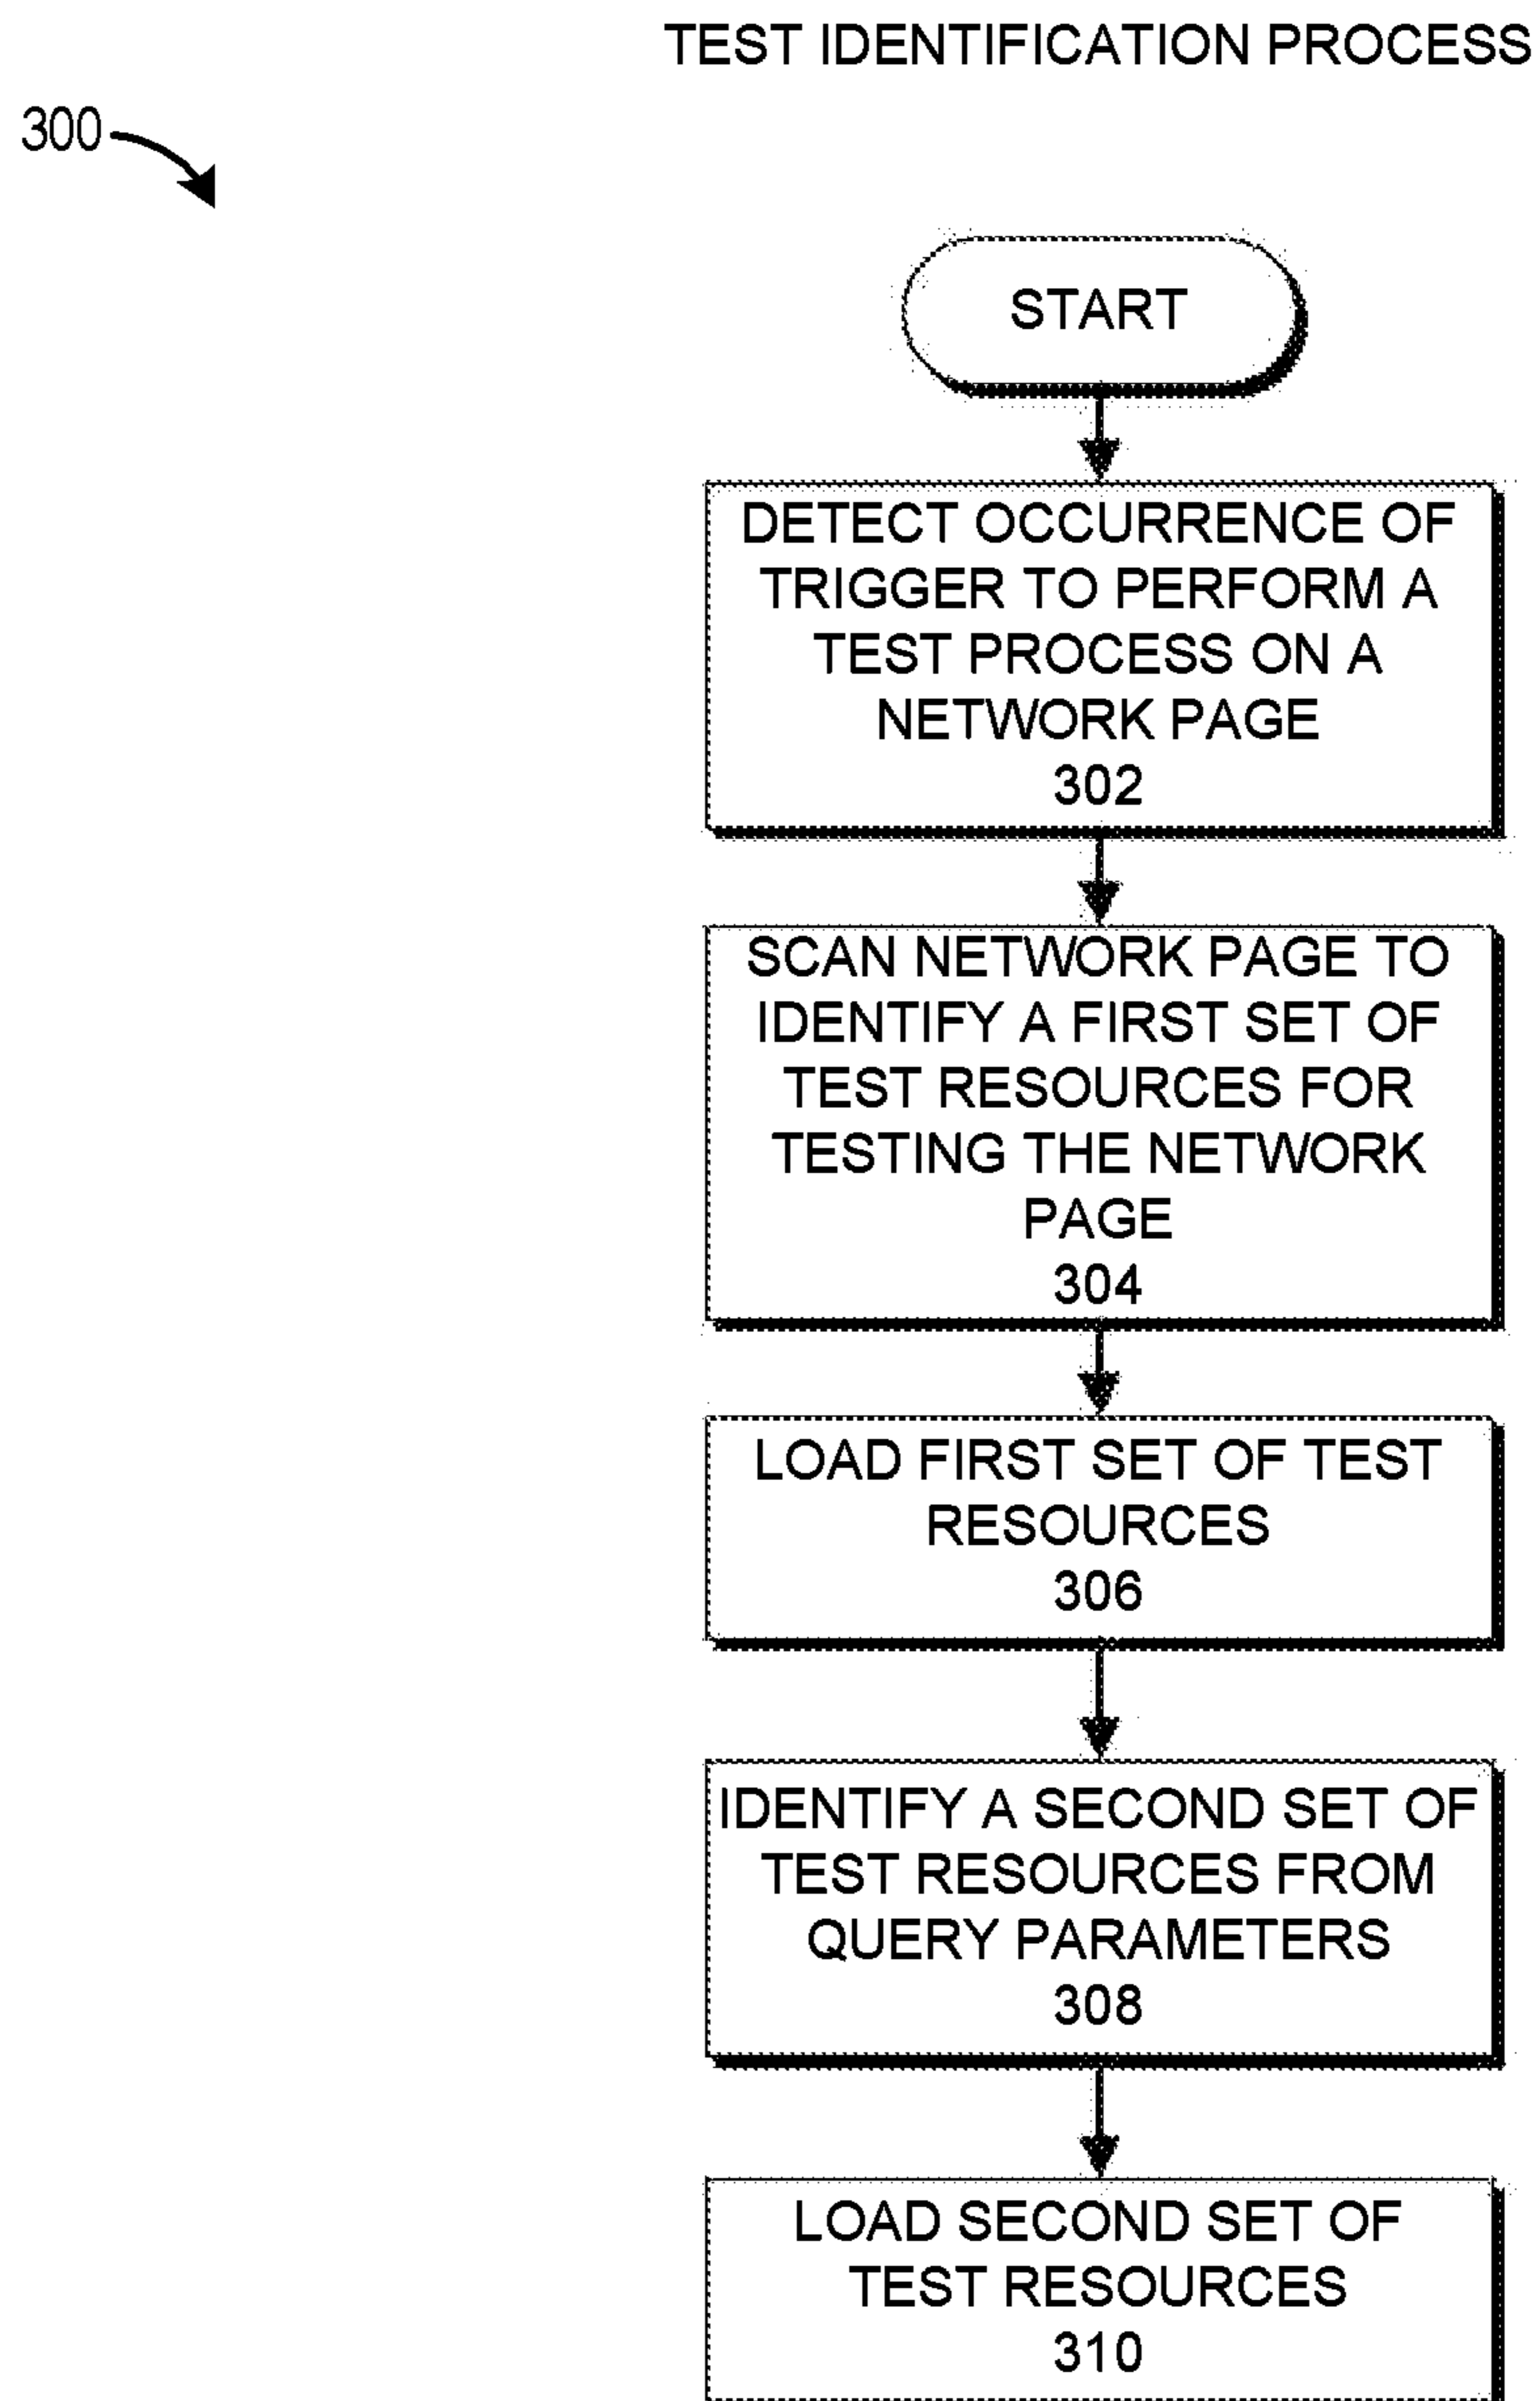 TEST IDENTIFICATION PROCESS
300
START
DETECT OCCURRENCE OF
TRIGGER TO PERFORM A
TEST PROCESS ON A
NETWORK PAGE
302
SCAN NETWORK PAGE TO
IDENTIFY A FIRST SET OF
TEST RESOURCES FOR
TESTING THE NETWORK
PAGE
304
LOAD FIRST SET OF TEST
RESOURCES
306
IDENTIFY A SECOND SET OF
TEST RESOURCES FROM
QUERY PARAMETERS
308
LOAD SECOND SET OF
TEST RESOURCES
310